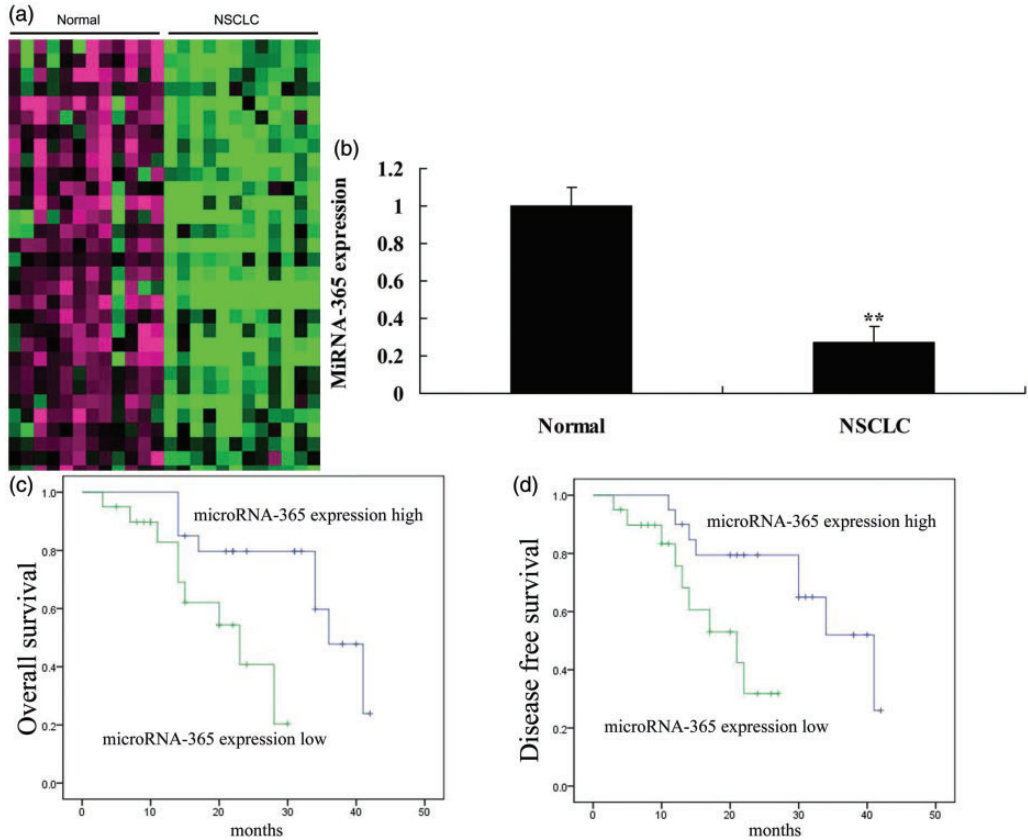 (a)
Normal NSCLC
(b)
MiRNA-365 expression
1.2
1
0.8
0.6
0.4
0.2
0
**
Normal NSCLC
(c)
Overall survival
1.0
0.8
0.6
0.4
0.2
0.0
microRNA-365 expression high
microRNA-365 expression low
0 10 20 30 40 50
months
(d)
Disease free survival
1.0
0.8
0.6
0.4
0.2
0.0
microRNA-365 expression high
microRNA-365 expression low
0 10 20 30 40 50
months